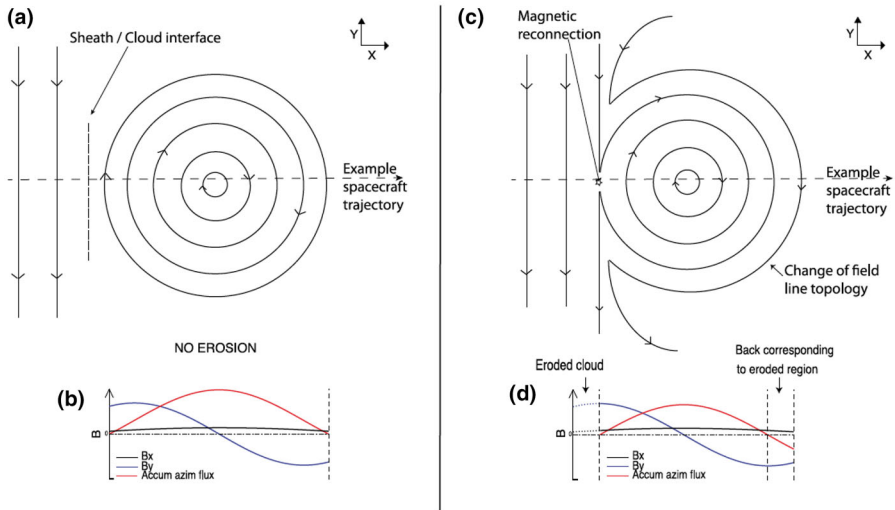 (a)
Sheath / Cloud interface
Y
X
Example
spacecraft
trajectory
NO EROSION
(b)
B
0
Bx
By
Accum azim flux
(c)
Magnetic
reconnection
Y
X
Example
spacecraft
trajectory
Change of field
line topology
Eroded cloud
Back corresponding
to eroded region
(d)
B
0
Bx
By
Accum azim flux